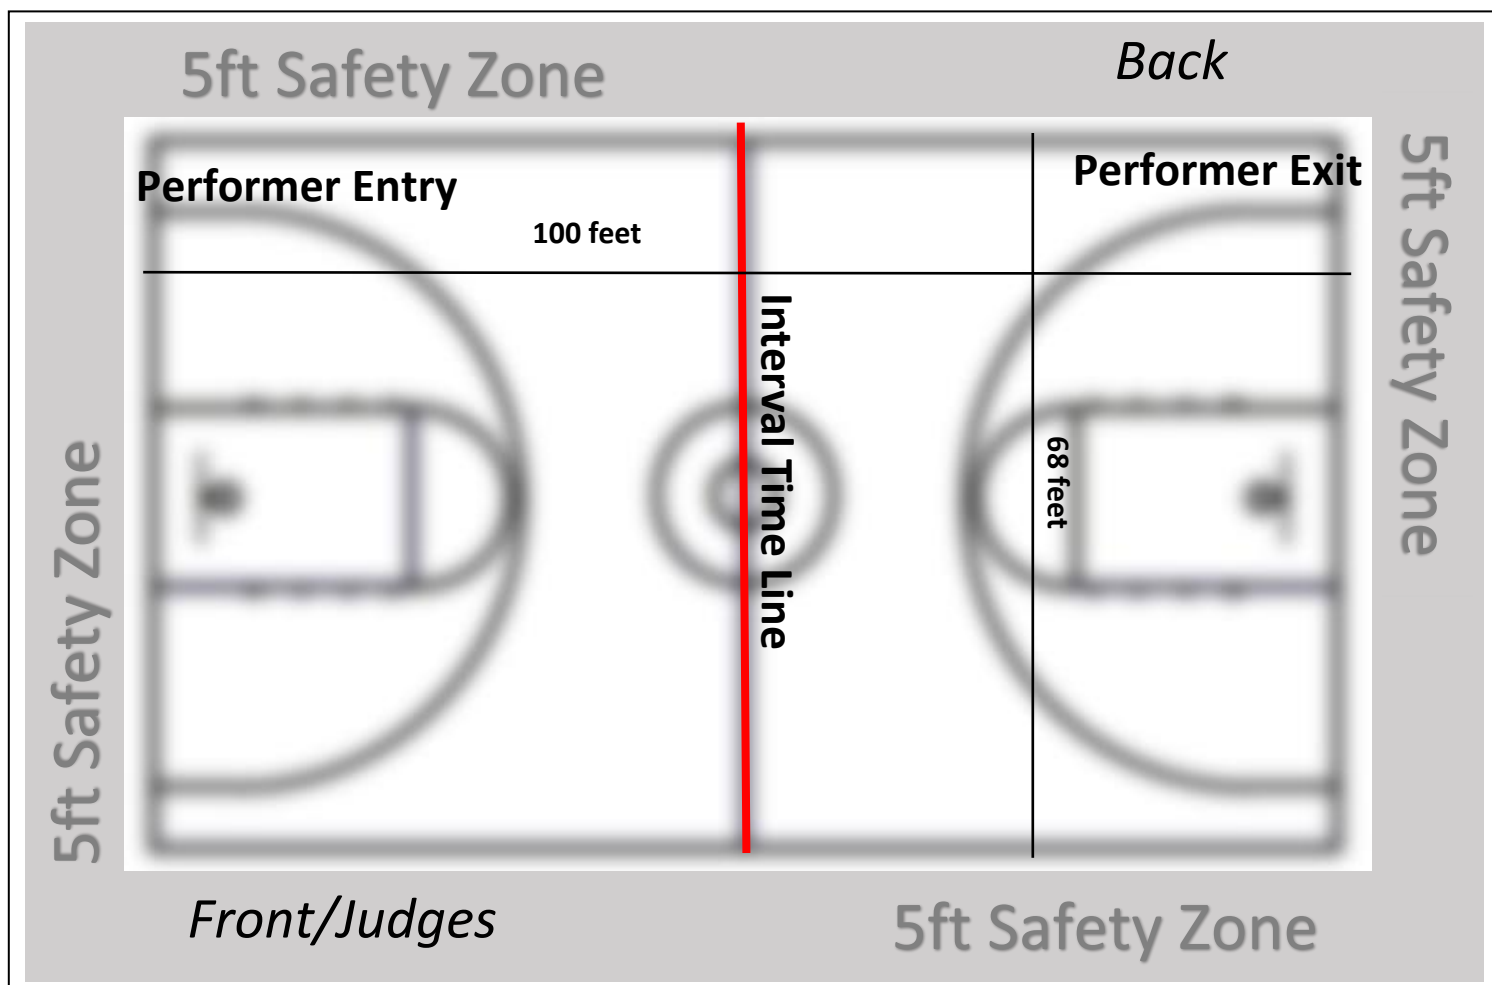 5ft Safety Zone
Back
Performer Entry
Performer Exit
100 feet
5ft Safety Zone
Interval Time Line
68 feet
5ft Safety Zone
Front/Judges
5ft Safety Zone